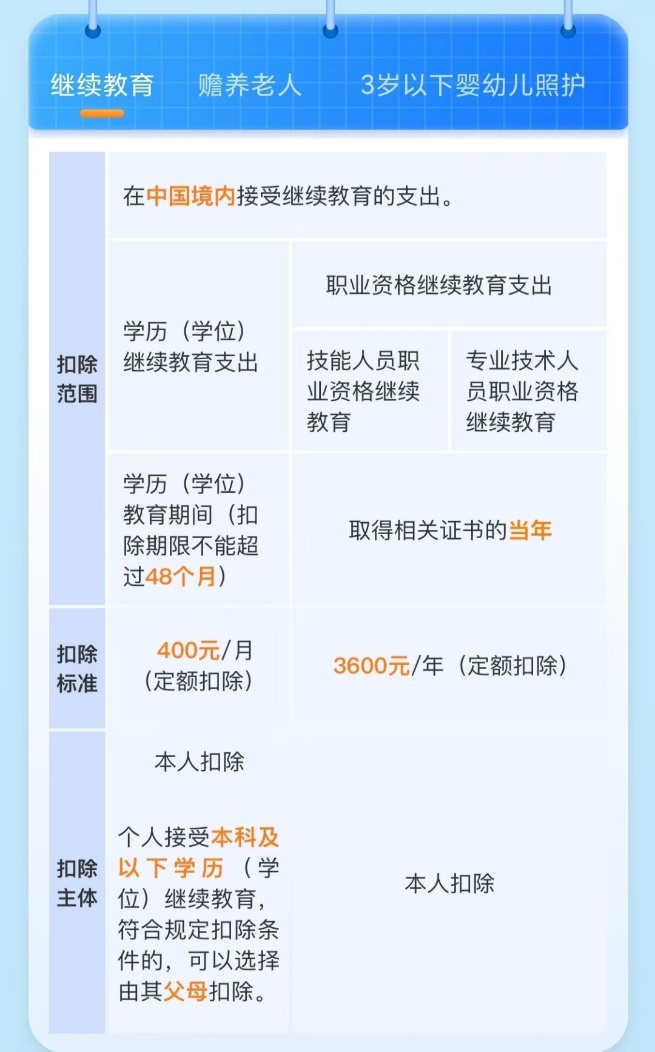 继续教育 赡养老人 3岁以下婴幼儿照护
扣除
范围
在中国境内接受继续教育的支出。
学历（学位）
继续教育支出
职业资格继续教育支出
技能人员职
业资格继续
教育
专业技术人
员职业资格
继续教育
学历（学位）
教育期间（扣
除期限不能超
过48个月）
取得相关证书的当年
扣除
标准
400元/月
（定额扣除）
3600元/年（定额扣除）
扣除
主体
本人扣除
个人接受本科及
以下学历（学
位）继续教育，
符合规定扣除条
件的，可以选择
由其父母扣除。
本人扣除